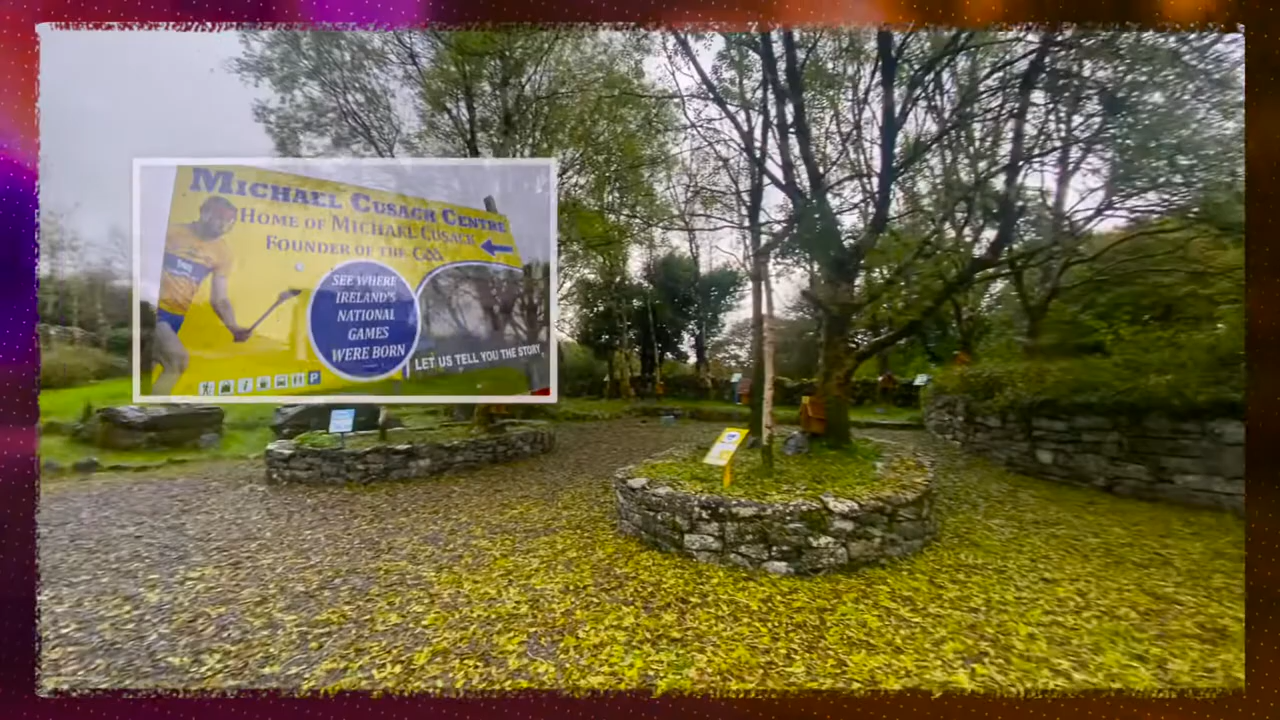 MICHAEL CUSACK CENTRE
HOME OF MICHAEL CUSACK
FOUNDER OF THE GAA
SEE WHERE
IRELAND'S
NATIONAL
GAMES
WERE BORN
LET US TELL YOU THE STORY
P